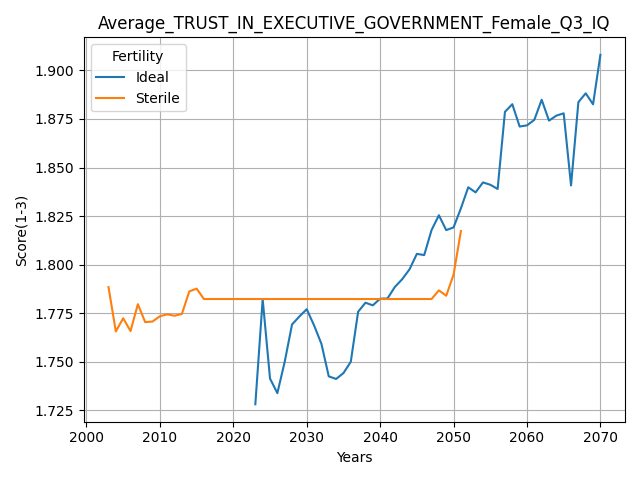 Average_TRUST_IN_EXECUTIVE_GOVERNMENT_Female_Q3_IQ
Fertility
Ideal
Sterile
1.900
1.875
1.850
1.825
1.800
1.775
1.750
1.725
Score(1-3)
2000 2010 2020 2030 2040 2050 2060 2070
Years